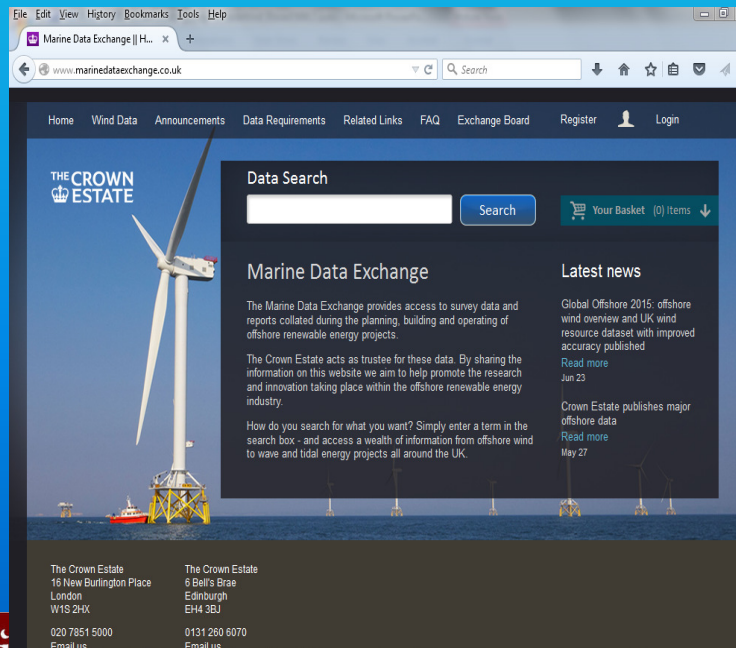 File Edit View History Bookmarks Tools Help
Marine Data Exchange || H... × +
www.marinedataexchange.co.uk
Search
Home Wind Data Announcements Data Requirements Related Links FAQ Exchange Board Register Login
THE CROWN
ESTATE
Data Search
Search
Your Basket (0) Items
Marine Data Exchange
The Marine Data Exchange provides access to survey data and
reports collated during the planning, building and operating of
offshore renewable energy projects.
The Crown Estate acts as trustee for these data. By sharing the
information on this website we aim to help promote the research
and innovation taking place within the offshore renewable energy
industry.
How do you search for what you want? Simply enter a term in the
search box - and access a wealth of information from offshore wind
to wave and tidal energy projects all around the UK.
Latest news
Global Offshore 2015: offshore
wind overview and UK wind
resource dataset with improved
accuracy published
Read more
Jun 23
Crown Estate publishes major
offshore data
Read more
May 27
The Crown Estate
16 New Burlington Place
London
W1S 2HX
020 7851 5000
Email us
The Crown Estate
6 Bell's Brae
Edinburgh
EH4 3BJ
0131 260 6070
Email us